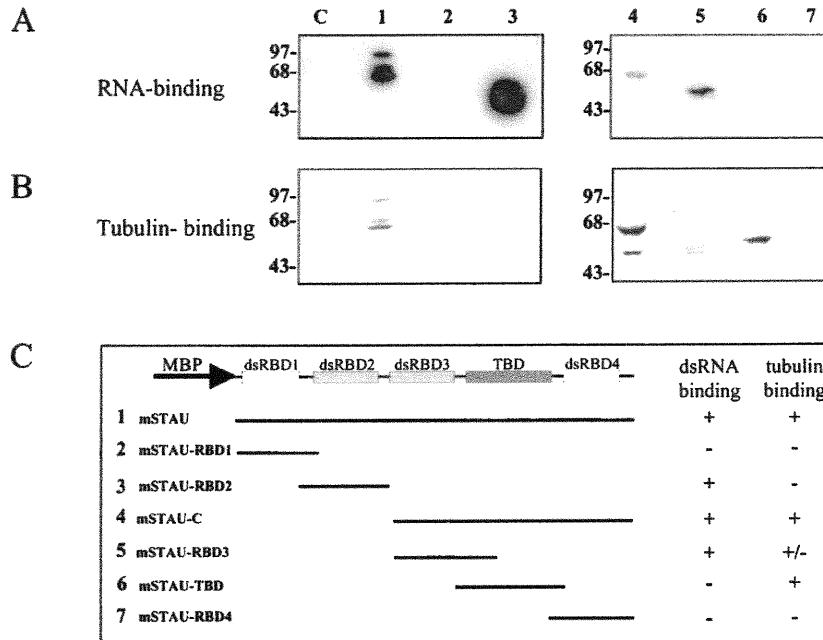 A
C 1 2 3 4 5 6 7
RNA-binding
97-
68-
43-
97-
68-
43-
B
Tubulin- binding
97-
68-
43-
97-
68-
43-
C
MBP dsRBD1 dsRBD2 dsRBD3 TBD dsRBD4 dsRNA binding tubulin binding
1 mSTAU + +
2 mSTAU-RBD1 - -
3 mSTAU-RBD2 + -
4 mSTAU-C + +
5 mSTAU-RBD3 + +/-
6 mSTAU-TBD - +
7 mSTAU-RBD4 - -